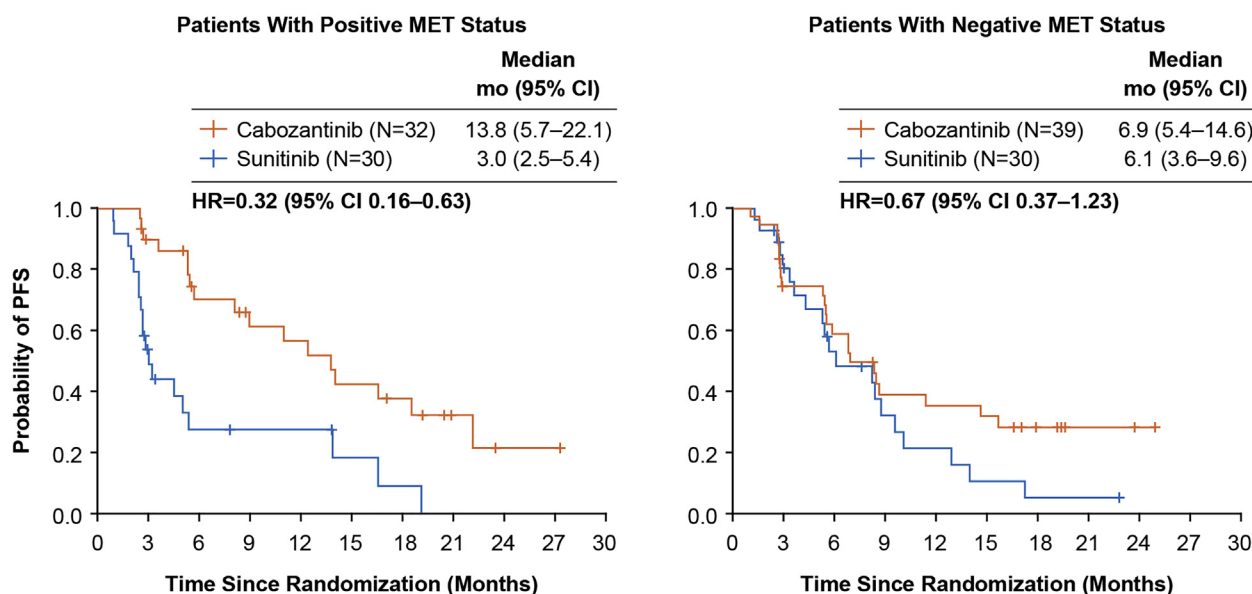 Patients With Positive MET Status
Median
mo (95% CI)
Cabozantinib (N=32) 13.8 (5.7–22.1)
Sunitinib (N=30) 3.0 (2.5–5.4)
HR=0.32 (95% CI 0.16–0.63)
Probability of PFS
1.0
0.8
0.6
0.4
0.2
0.0
0 3 6 9 12 15 18 21 24 27 30
Time Since Randomization (Months)
Patients With Negative MET Status
Median
mo (95% CI)
Cabozantinib (N=39) 6.9 (5.4–14.6)
Sunitinib (N=30) 6.1 (3.6–9.6)
HR=0.67 (95% CI 0.37–1.23)
1.0
0.8
0.6
0.4
0.2
0.0
0 3 6 9 12 15 18 21 24 27 30
Time Since Randomization (Months)